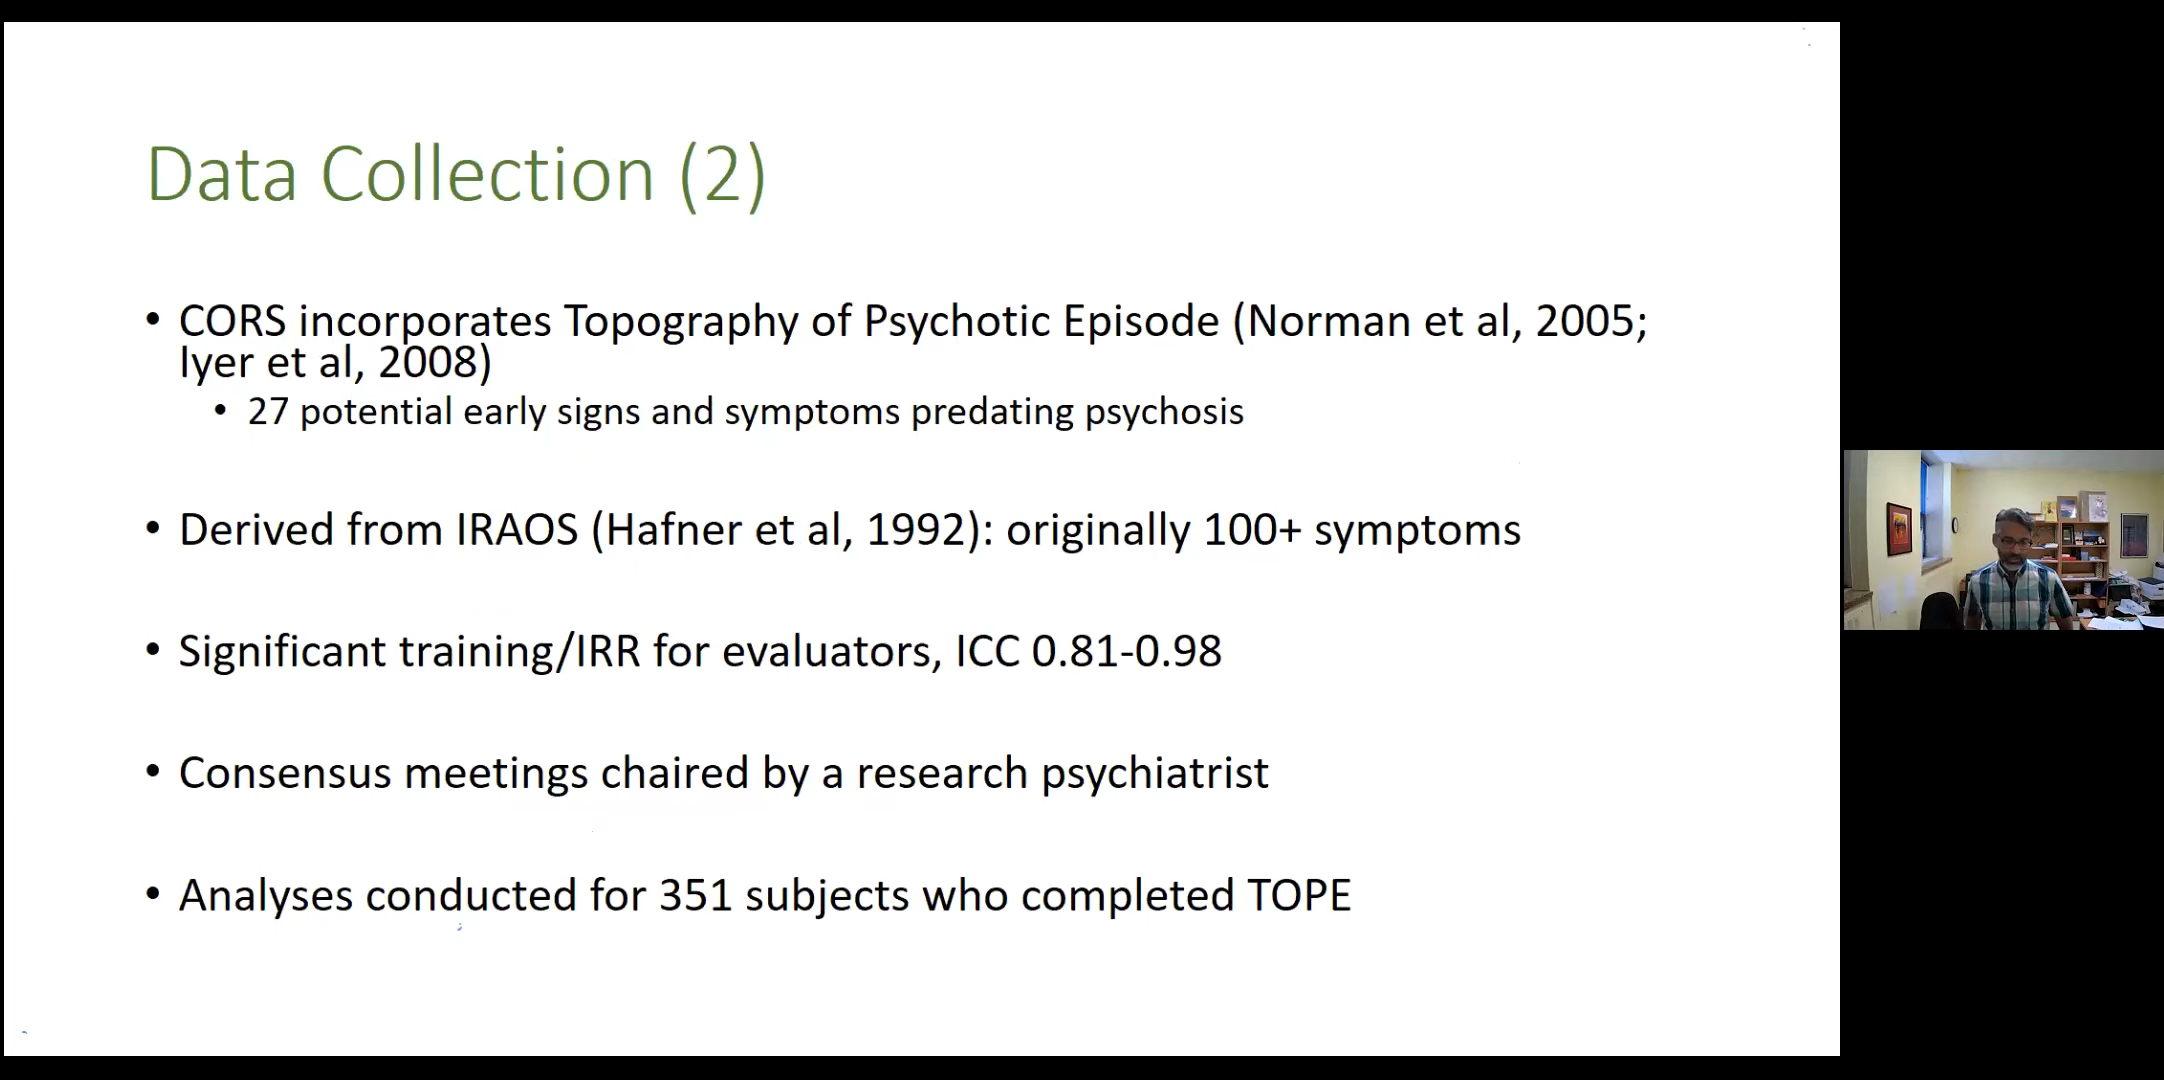 Data Collection (2)
• CORS incorporates Topography of Psychotic Episode (Norman et al, 2005;
Iyer et al, 2008)
• 27 potential early signs and symptoms predating psychosis
• Derived from IRAOS (Hafner et al, 1992): originally 100+ symptoms
• Significant training/IRR for evaluators, ICC 0.81-0.98
• Consensus meetings chaired by a research psychiatrist
• Analyses conducted for 351 subjects who completed TOPE